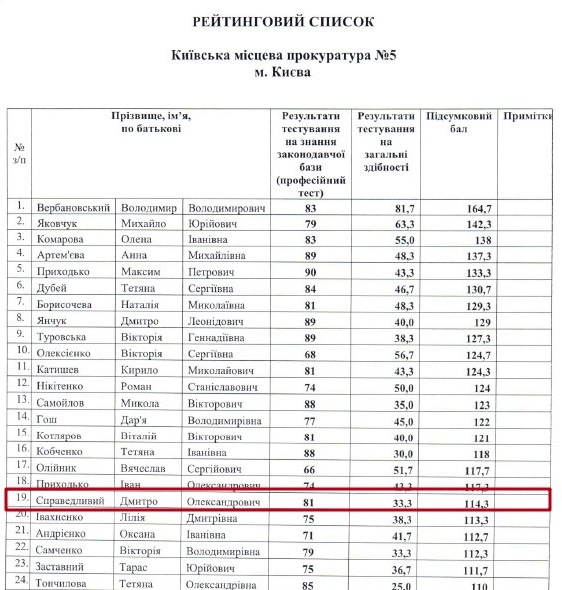 РЕЙТИНГОВИЙ СПИСОК
Київська місцева прокуратура №5
м. Києва
№ з/п Прізвище, ім’я, по батькові Результати тестування на знання законодавчої бази (професійний тест) Результати тестування на загальні здібності Підсумковий бал Примітки
1. Вербановський Володимир Володимирович 83 81,7 164,7
2. Яковчук Михайло Юрійович 79 63,3 142,3
3. Комарова Олена Іванівна 83 55,0 138
4. Артем'єва Анна Михайлівна 89 48,3 137,3
5. Приходько Максим Петрович 90 43,3 133,3
6. Дубей Тетяна Сергіївна 84 46,7 130,7
7. Борисочева Наталія Миколаївна 81 48,3 129,3
8. Янчук Дмитро Леонідович 89 40,0 129
9. Туровська Вікторія Геннадіївна 89 38,3 127,3
10. Олексієнко Вікторія Сергіївна 68 56,7 124,7
11. Катишев Кирило Миколайович 81 43,3 124,3
12. Нікітенко Роман Станіславович 74 50,0 124
13. Самойлов Микола Вікторович 88 35,0 123
14. Гош Дар'я Володимирівна 77 45,0 122
15. Котляров Віталій Вікторович 81 40,0 121
16. Кобченко Тетяна Іванівна 88 30,0 118
17. Олійник Вячеслав Сергійович 66 51,7 117,7
18. Приходько Іван Олександрович 74 43,3 117,3
19. Справедливий Дмитро Олександрович 81 33,3 114,3
20. Івахненко Лілія Дмитрівна 75 38,3 113,3
21. Андрієнко Оксана Іванівна 71 41,7 112,7
22. Самченко Вікторія Володимирівна 79 33,3 112,3
23. Заставний Тарас Юрійович 75 36,7 111,7
24. Тончилова Тетяна Олександрівна 85 25,0 110